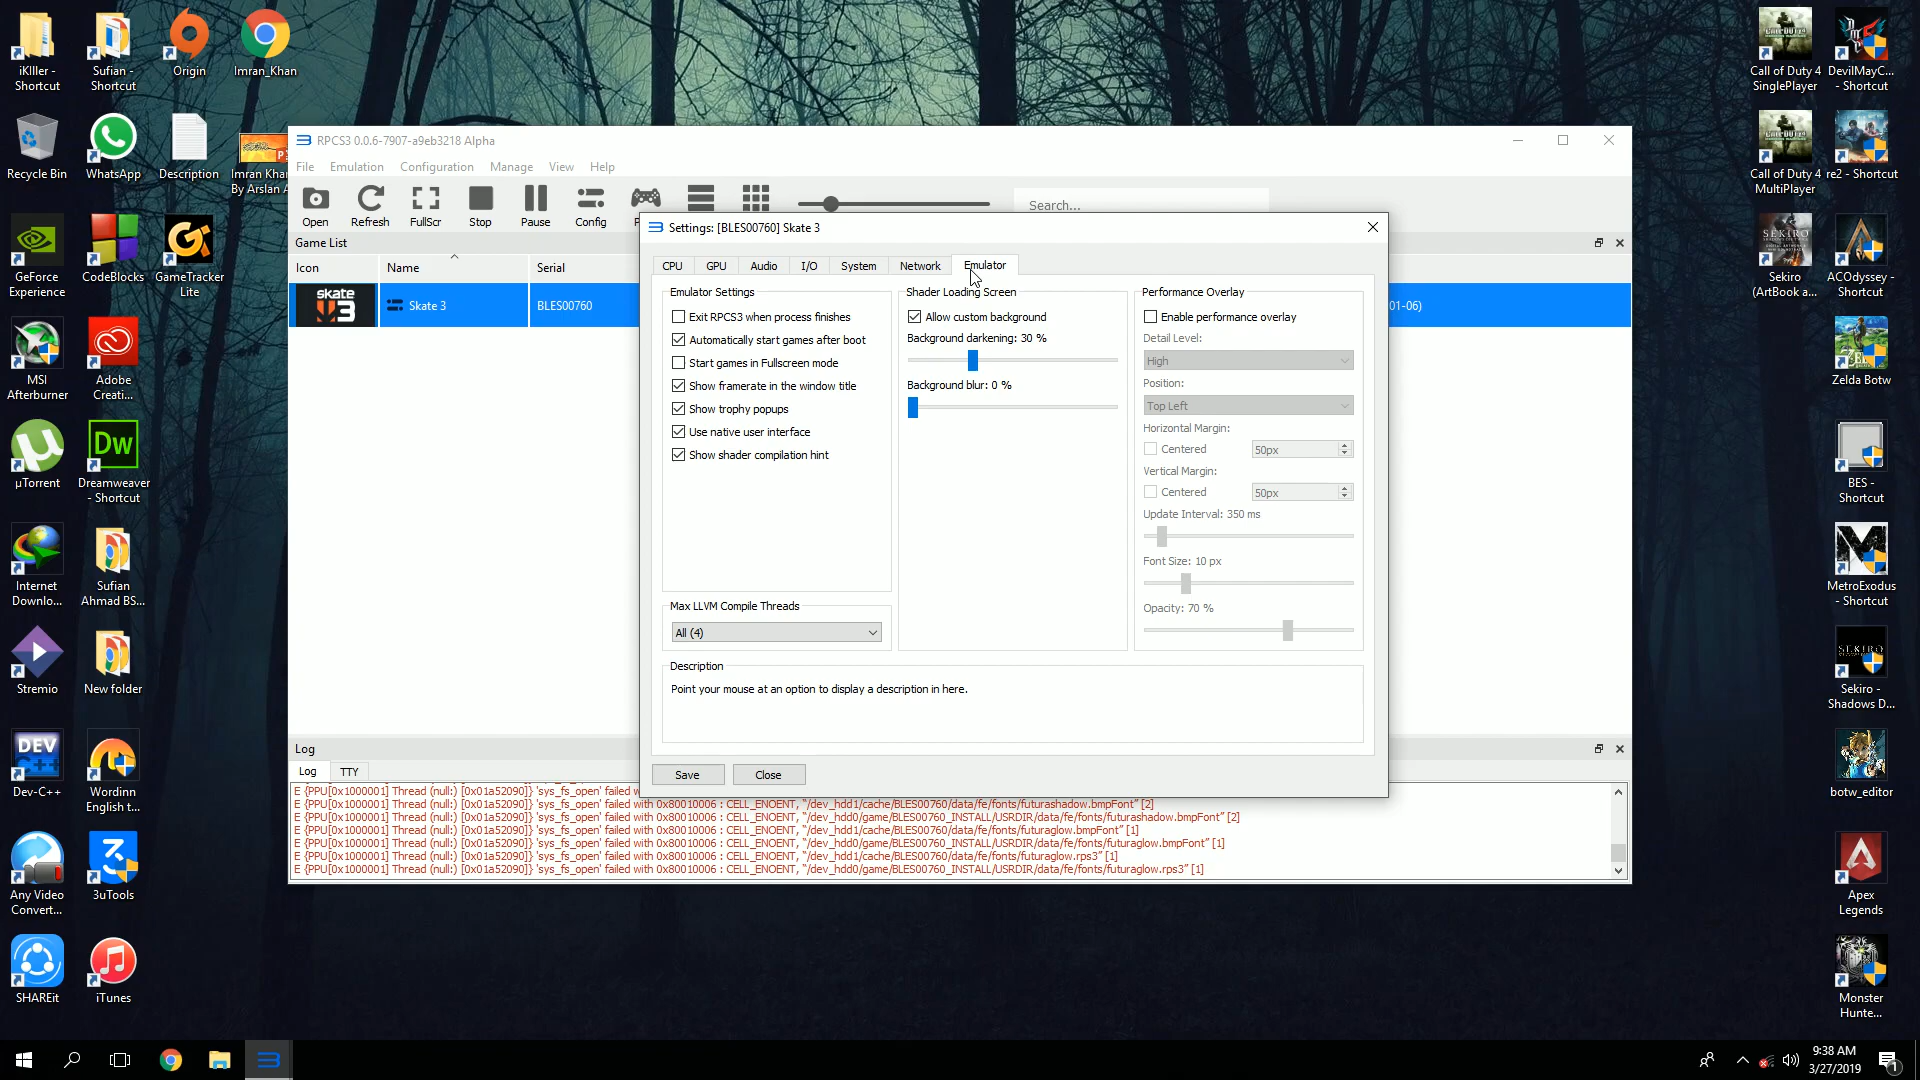 iKIller - Shortcut
Sufian - Shortcut
Origin
Imran_Khan
Recycle Bin
WhatsApp
Description
Imran Khan
By Arslan A
GeForce Experience
CodeBlocks
GameTracker Lite
MSI Afterburner
Adobe Creati...
µTorrent
Dw
Dreamweaver - Shortcut
Internet Downlo...
Sufian Ahmad BS...
Stremio
New folder
DEV C++
Dev-C++
Wordinn English t...
Any Video Convert...
3uTools
SHAREit
iTunes
RPCS3 0.0.6-7907-a9eb3218 Alpha
File Emulation Configuration Manage View Help
Open Refresh FullScr Stop Pause Config
Search...
Game List
Icon Name Serial
skate 3 Skate 3 BLES00760
01-06)
Settings: [BLES00760] Skate 3
CPU GPU Audio I/O System Network Emulator
Emulator Settings
Exit RPCS3 when process finishes
Automatically start games after boot
Start games in Fullscreen mode
Show framerate in the window title
Show trophy popups
Use native user interface
Show shader compilation hint
Max LLVM Compile Threads
All (4)
Shader Loading Screen
Allow custom background
Background darkening: 30 %
Background blur: 0 %
Performance Overlay
Enable performance overlay
Detail Level:
High
Position:
Top Left
Horizontal Margin:
Centered 50px
Vertical Margin:
Centered 50px
Update Interval: 350 ms
Font Size: 10 px
Opacity: 70 %
Description
Point your mouse at an option to display a description in here.
Save Close
Log
Log TTY
E {PPU[0x1000001] Thread (null:) [0x01a52090]} 'sys_fs_open' failed w
E {PPU[0x1000001] Thread (null:) [0x01a52090]} 'sys_fs_open' failed with 0x80010006 : CELL_ENOENT, “/dev_hdd1/cache/BLES00760/data/fe/fonts/futurashadow.bmpFont” [2]
E {PPU[0x1000001] Thread (null:) [0x01a52090]} 'sys_fs_open' failed with 0x80010006 : CELL_ENOENT, “/dev_hdd0/game/BLES00760_INSTALL/USRDIR/data/fe/fonts/futurashadow.bmpFont” [2]
E {PPU[0x1000001] Thread (null:) [0x01a52090]} 'sys_fs_open' failed with 0x80010006 : CELL_ENOENT, “/dev_hdd1/cache/BLES00760/data/fe/fonts/futuraglow.bmpFont” [1]
E {PPU[0x1000001] Thread (null:) [0x01a52090]} 'sys_fs_open' failed with 0x80010006 : CELL_ENOENT, “/dev_hdd0/game/BLES00760_INSTALL/USRDIR/data/fe/fonts/futuraglow.bmpFont” [1]
E {PPU[0x1000001] Thread (null:) [0x01a52090]} 'sys_fs_open' failed with 0x80010006 : CELL_ENOENT, “/dev_hdd1/cache/BLES00760/data/fe/fonts/futuraglow.rps3” [1]
E {PPU[0x1000001] Thread (null:) [0x01a52090]} 'sys_fs_open' failed with 0x80010006 : CELL_ENOENT, “/dev_hdd0/game/BLES00760_INSTALL/USRDIR/data/fe/fonts/futuraglow.rps3” [1]
Call of Duty 4 SinglePlayer
DevilMayC... - Shortcut
Call of Duty 4 MultiPlayer
re2 - Shortcut
SEKIRO
Sekiro (ArtBook a...
ACOdyssey - Shortcut
Zelda Botw
BES - Shortcut
MetroExodus - Shortcut
SEKIRO
Sekiro - Shadows D...
botw_editor
Apex Legends
Monster Hunte...
9:38 AM
3/27/2019
1